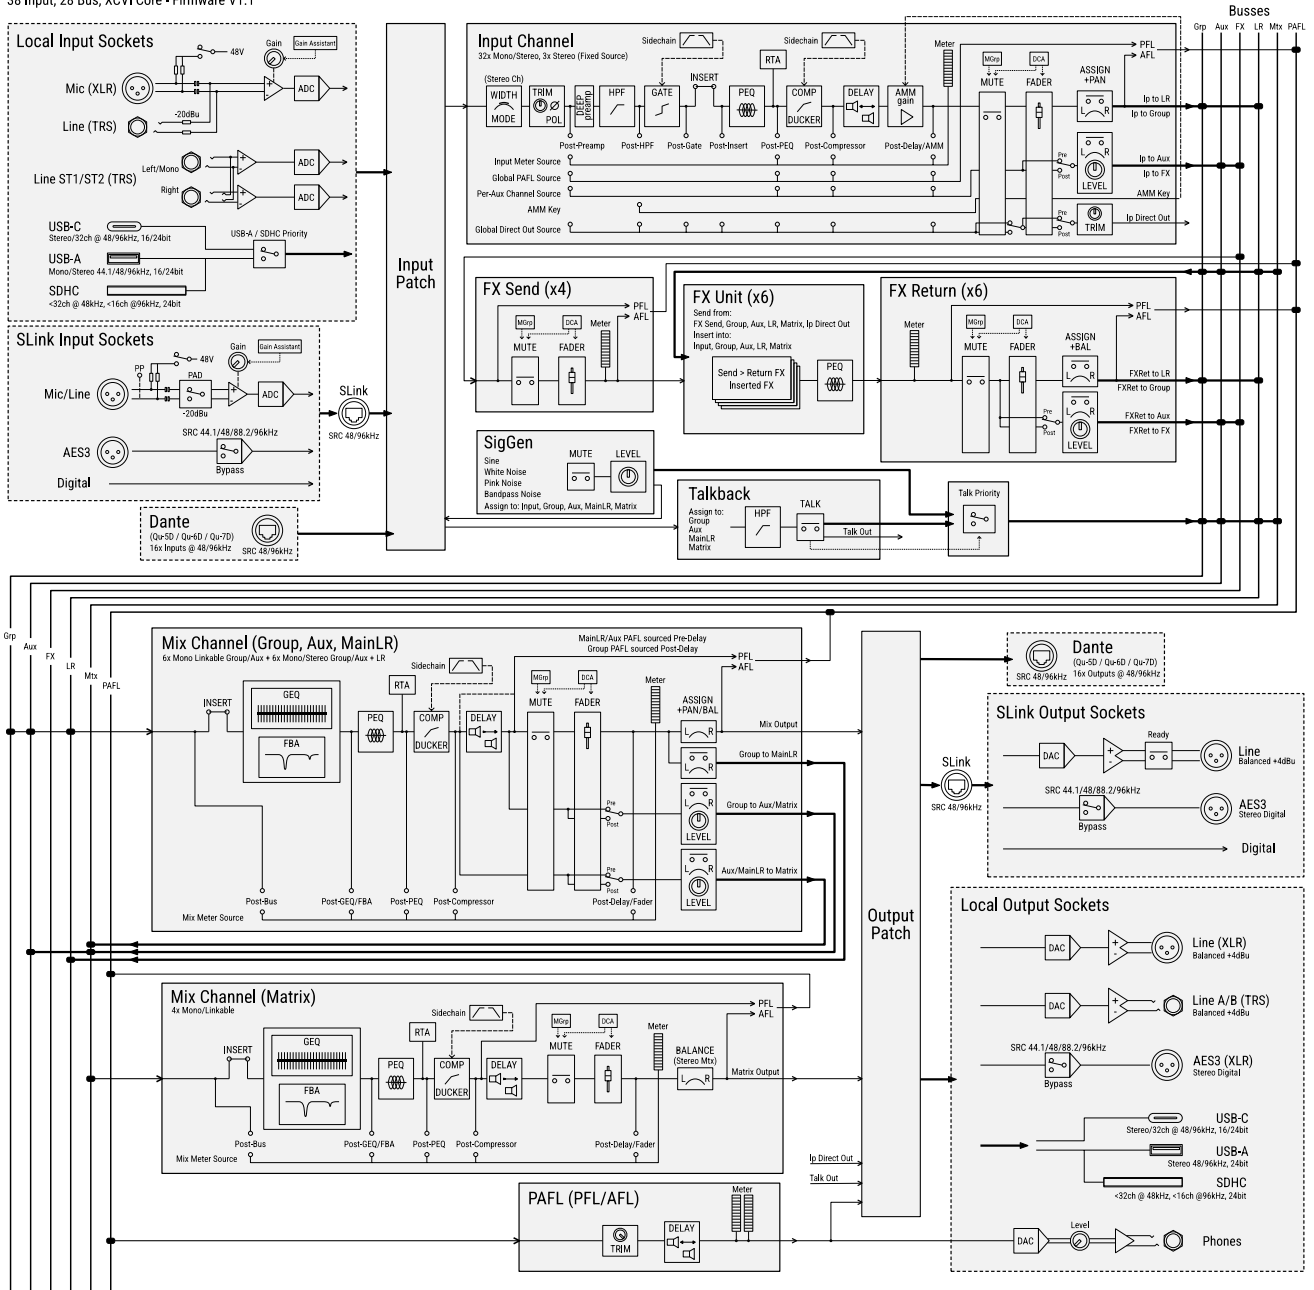 38 Input, 28 Bus, XCVI Core • Firmware V1.1
Busses
Grp Aux FX LR Mtx PAFL
Local Input Sockets
48V
Gain
Gain Assistant
Mic (XLR)
ADC
-20dBu
Line (TRS)
Left/Mono
ADC
Line ST1/ST2 (TRS)
Right
ADC
USB-C
Stereo/32ch @ 48/96kHz, 16/24bit
USB-A / SDHC Priority
USB-A
Mono/Stereo 44.1/48/96kHz, 16/24bit
SDHC
<32ch @ 48kHz, <16ch @96kHz, 24bit
SLink Input Sockets
48V
Gain
Gain Assistant
PP
PAD
Mic/Line
ADC
-20dBu
SLink
SRC 48/96kHz
SRC 44.1/48/88.2/96kHz
AES3
Bypass
Digital
Dante
(Qu-5D / Qu-6D / Qu-7D)
16x Inputs @ 48/96kHz
SRC 48/96kHz
Input
Patch
Input Channel
32x Mono/Stereo, 3x Stereo (Fixed Source)
Sidechain
Sidechain
Meter
PFL
AFL
RTA
MGrp
DCA
MUTE
FADER
ASSIGN
+PAN
(Stereo Ch)
WIDTH
MODE
TRIM
POL
DEEP
preamp
HPF
GATE
INSERT
PEQ
COMP
DUCKER
DELAY
AMM
gain
L R
Ip to LR
Ip to Group
Post-Preamp
Post-HPF
Post-Gate
Post-Insert
Post-PEQ
Post-Compressor
Post-Delay/AMM
Input Meter Source
Global PAFL Source
Per-Aux Channel Source
AMM Key
Global Direct Out Source
Pre
Post
L R
LEVEL
Ip to Aux
Ip to FX
AMM Key
Pre
Post
TRIM
Ip Direct Out
FX Send (x4)
PFL
AFL
MGrp
DCA
Meter
MUTE
FADER
FX Unit (x6)
Send from:
FX Send, Group, Aux, LR, Matrix, Ip Direct Out
Insert into:
Input, Group, Aux, LR, Matrix
Send > Return FX
Inserted FX
PEQ
FX Return (x6)
PFL
AFL
Meter
MGrp
DCA
MUTE
FADER
ASSIGN
+BAL
L R
FXRet to LR
FXRet to Group
Pre
Post
L R
LEVEL
FXRet to Aux
FXRet to FX
SigGen
Sine
White Noise
Pink Noise
Bandpass Noise
Assign to: Input, Group, Aux, MainLR, Matrix
MUTE
LEVEL
Talkback
Assign to:
Group
Aux
MainLR
Matrix
HPF
TALK
Talk Out
Talk Priority
Grp
Aux
FX
LR
Mtx
PAFL
Mix Channel (Group, Aux, MainLR)
6x Mono Linkable Group/Aux + 6x Mono/Stereo Group/Aux + LR
MainLR/Aux PAFL sourced Pre-Delay
Group PAFL sourced Post-Delay
PFL
AFL
Sidechain
GEQ
RTA
MGrp
DCA
Meter
INSERT
FBA
PEQ
COMP
DUCKER
DELAY
MUTE
FADER
ASSIGN
+PAN/BAL
L R
Mix Output
L R
Group to MainLR
Pre
Post
L R
LEVEL
Group to Aux/Matrix
Pre
Post
L R
LEVEL
Aux/MainLR to Matrix
Post-Bus
Post-GEQ/FBA
Post-PEQ
Post-Compressor
Post-Delay/Fader
Mix Meter Source
Mix Channel (Matrix)
4x Mono/Linkable
PFL
AFL
Sidechain
GEQ
RTA
MGrp
DCA
Meter
INSERT
FBA
PEQ
COMP
DUCKER
DELAY
MUTE
FADER
BALANCE
(Stereo Mtx)
L R
Matrix Output
Post-Bus
Post-GEQ/FBA
Post-PEQ
Post-Compressor
Post-Delay/Fader
Mix Meter Source
PAFL (PFL/AFL)
TRIM
DELAY
Meter
Ip Direct Out
Talk Out
Output
Patch
Dante
(Qu-5D / Qu-6D / Qu-7D)
16x Outputs @ 48/96kHz
SRC 48/96kHz
SLink
SRC 48/96kHz
SLink Output Sockets
DAC
Ready
Line
Balanced +4dBu
SRC 44.1/48/88.2/96kHz
Bypass
AES3
Stereo Digital
Digital
Local Output Sockets
DAC
Line (XLR)
Balanced +4dBu
DAC
Line A/B (TRS)
Balanced +4dBu
SRC 44.1/48/88.2/96kHz
Bypass
AES3 (XLR)
Stereo Digital
USB-C
Stereo/32ch @ 48/96kHz, 16/24bit
USB-A
Stereo 48/96kHz, 24bit
SDHC
<32ch @ 48kHz, <16ch @96kHz, 24bit
DAC
Level
Phones